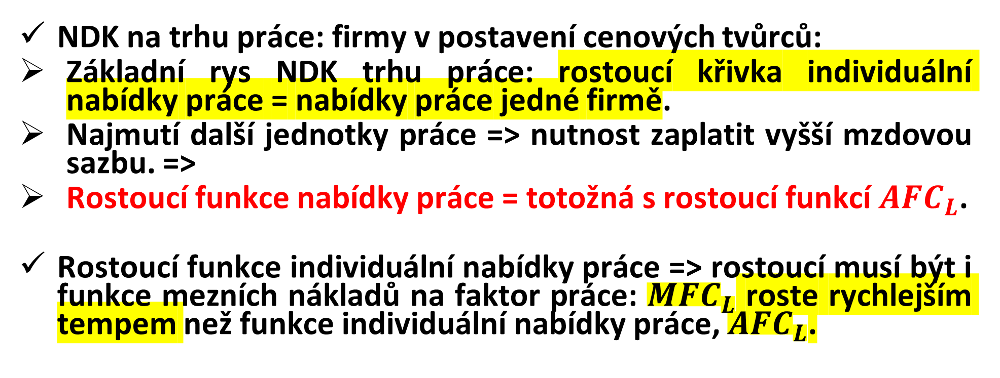 ✓ NDK na trhu práce: firmy v postavení cenových tvůrců:
➢ Základní rys NDK trhu práce: rostoucí křivka individuální
nabídky práce = nabídky práce jedné firmě.
➢ Najmutí další jednotky práce => nutnost zaplatit vyšší mzdovou
sazbu. =>
➢ Rostoucí funkce nabídky práce = totožná s rostoucí funkcí AFC_L.
✓ Rostoucí funkce individuální nabídky práce => rostoucí musí být i
funkce mezních nákladů na faktor práce: MFC_L roste rychlejším
tempem než funkce individuální nabídky práce, AFC_L.